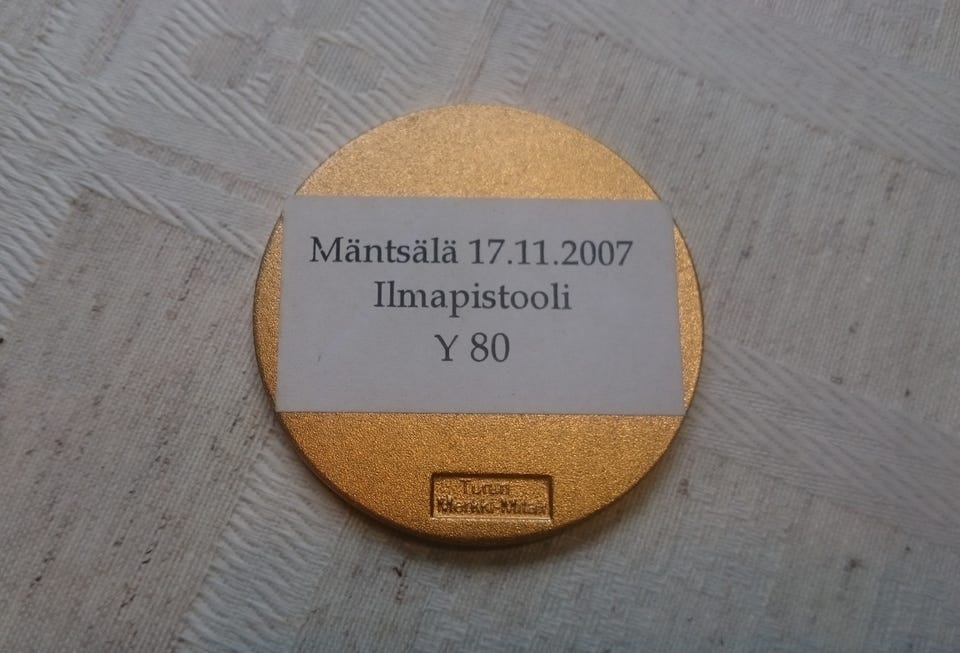 Mäntsälä 17.11.2007
Ilmapistooli
Y 80
Turun
Merkki-Mitali